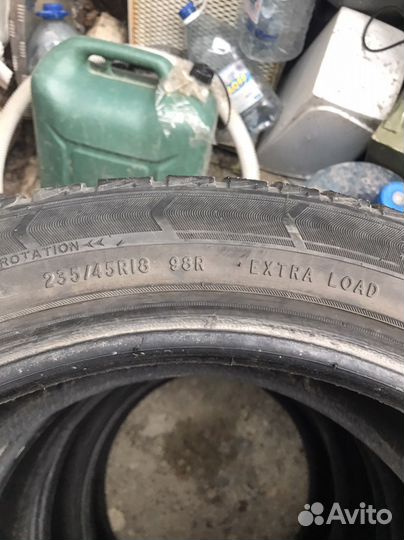 ROTATION <<
235/45R18 98R EXTRA LOAD
Avito